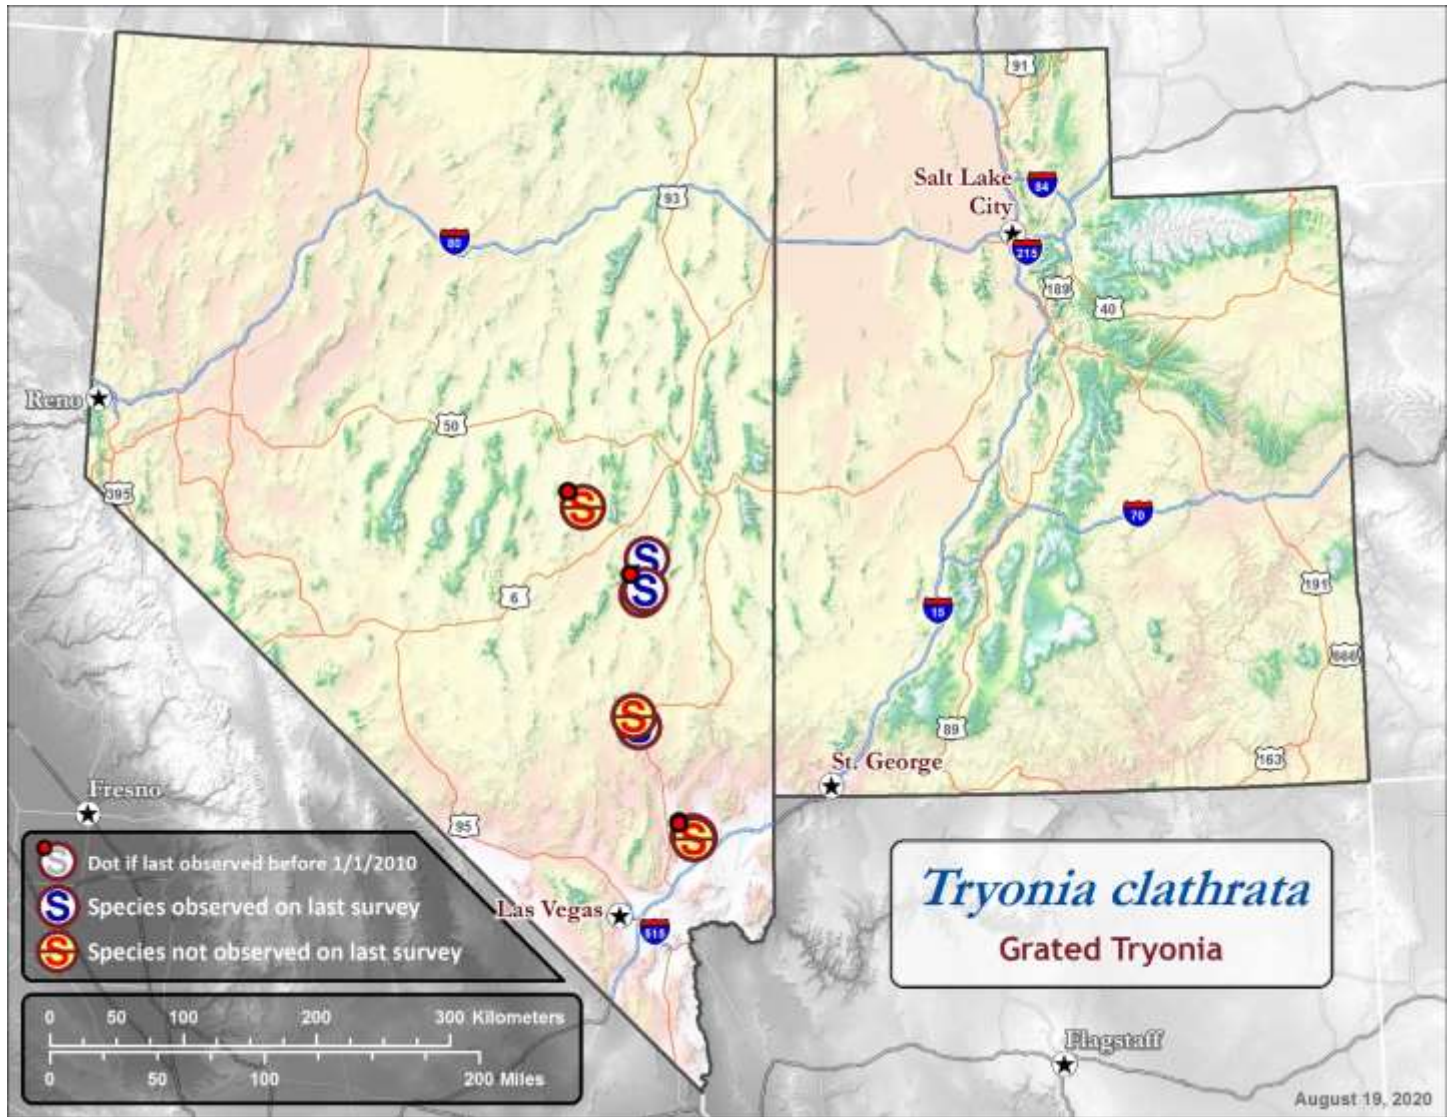 91
Salt Lake
City
84
93
80
215
189
40
Reno
50
395
S
S
S
70
6
191
15
666
S
89
St. George
163
Fresno
95
S
Las Vegas
515
S Dot if last observed before 1/1/2010
S Species observed on last survey
S Species not observed on last survey
0 50 100 200 300 Kilometers
0 50 100 200 Miles
Tryonia clathrata
Grated Tryonia
Flagstaff
August 19, 2020